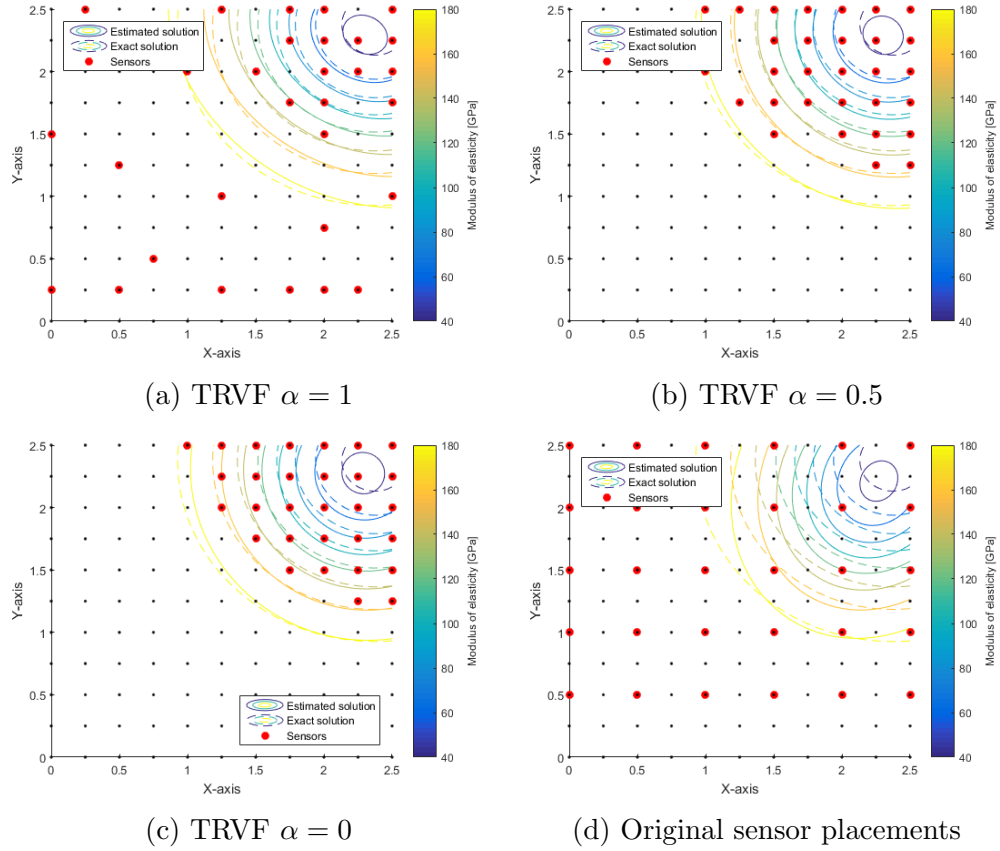 2.5
2
1.5
1
0.5
0
0
0.5
1
1.5
2
2.5
X-axis
Y-axis
Estimated solution
Exact solution
Sensors
180
160
140
120
100
80
60
40
Modulus of elasticity [GPa]
(a) TRVF α = 1
2.5
2
1.5
1
0.5
0
0
0.5
1
1.5
2
2.5
X-axis
Y-axis
Estimated solution
Exact solution
Sensors
180
160
140
120
100
80
60
40
Modulus of elasticity [GPa]
(b) TRVF α = 0.5
2.5
2
1.5
1
0.5
0
0
0.5
1
1.5
2
2.5
X-axis
Y-axis
Estimated solution
Exact solution
Sensors
180
160
140
120
100
80
60
40
Modulus of elasticity [GPa]
(c) TRVF α = 0
2.5
2
1.5
1
0.5
0
0
0.5
1
1.5
2
2.5
X-axis
Y-axis
Estimated solution
Exact solution
Sensors
180
160
140
120
100
80
60
40
Modulus of elasticity [GPa]
(d) Original sensor placements